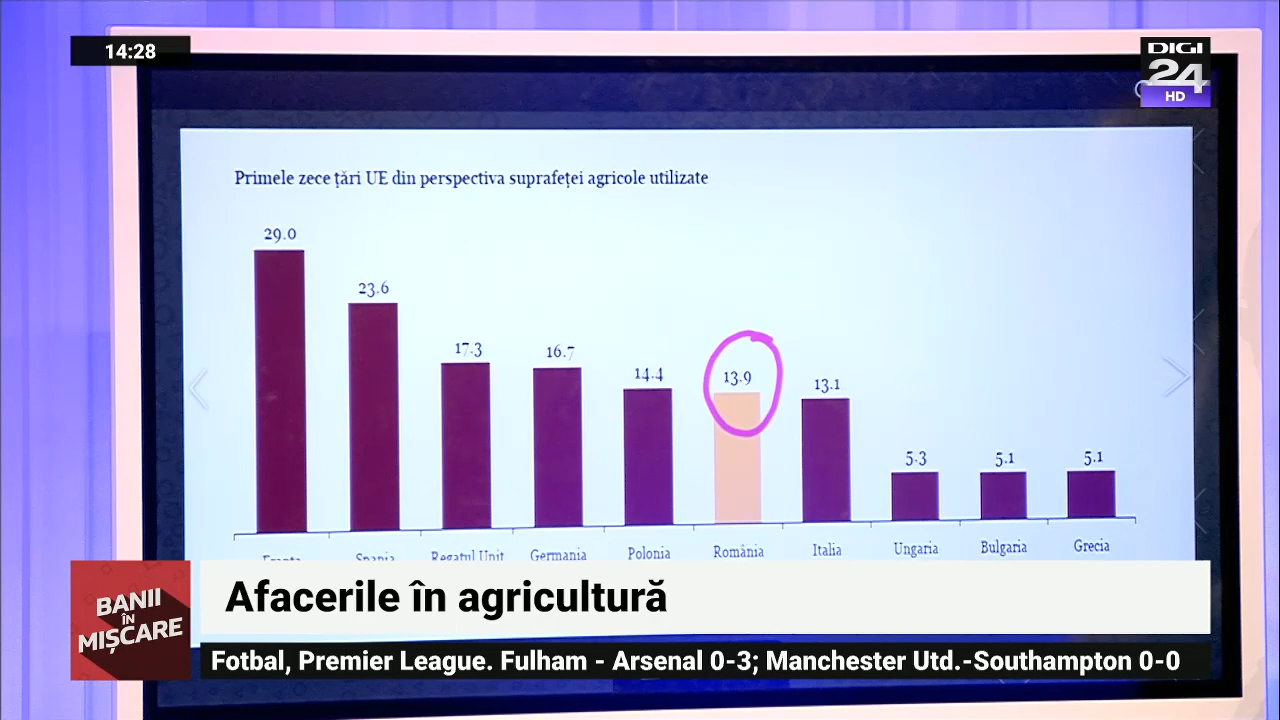 14:28
DIGI
24
HD
Primele zece țări UE din perspectiva suprafeței agricole utilizate
29.0
23.6
17.3
16.7
14.4
13.9
13.1
5.3
5.1
5.1
Franța Spania Regatul Unit Germania Polonia România Italia Ungaria Bulgaria Grecia
BANII
ÎN
MIȘCARE
Afacerile în agricultură
Fotbal, Premier League. Fulham - Arsenal 0-3; Manchester Utd.-Southampton 0-0